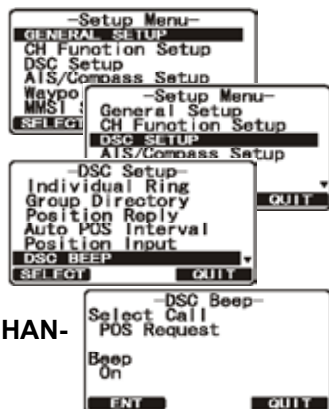 -Setup Menu-
GENERAL SETUP
CH Function Setup
DSC Setup
AIS/Compass Setup
Waypo
MMSI S
SELECT
-Setup Menu-
General Setup
CH Function Setup
DSC SETUP
AIS/Compass Setup
QUIT
-DSC Setup-
Individual Ring
Group Directory
Position Reply
Auto POS Interval
Position Input
DSC BEEP
SELECT QUIT
HAN-
-DSC Beep-
Select Call
POS Request
Beep
On
ENT QUIT